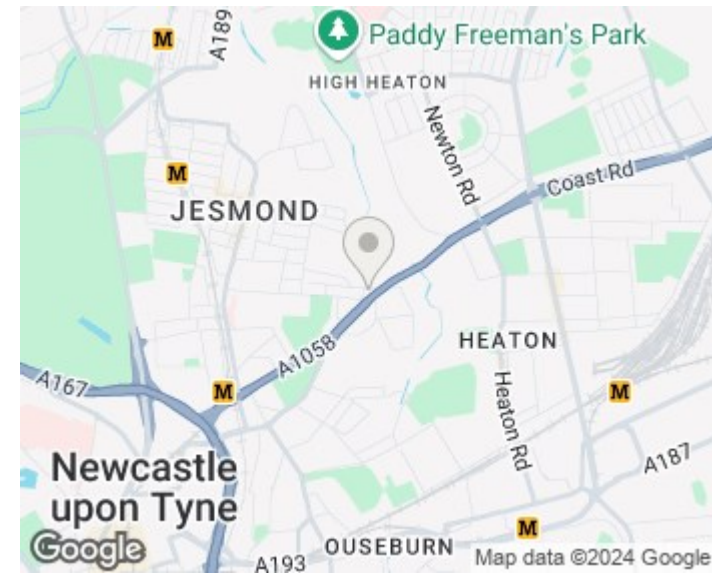 A189
M
Paddy Freeman's Park
HIGH HEATON
M
Newton Rd
Coast Rd
JESMOND
A1058
HEATON
A167
M
Heaton Rd
M
A187
Newcastle
upon Tyne
M
OUSEBURN
A193
Google
Map data ©2024 Google